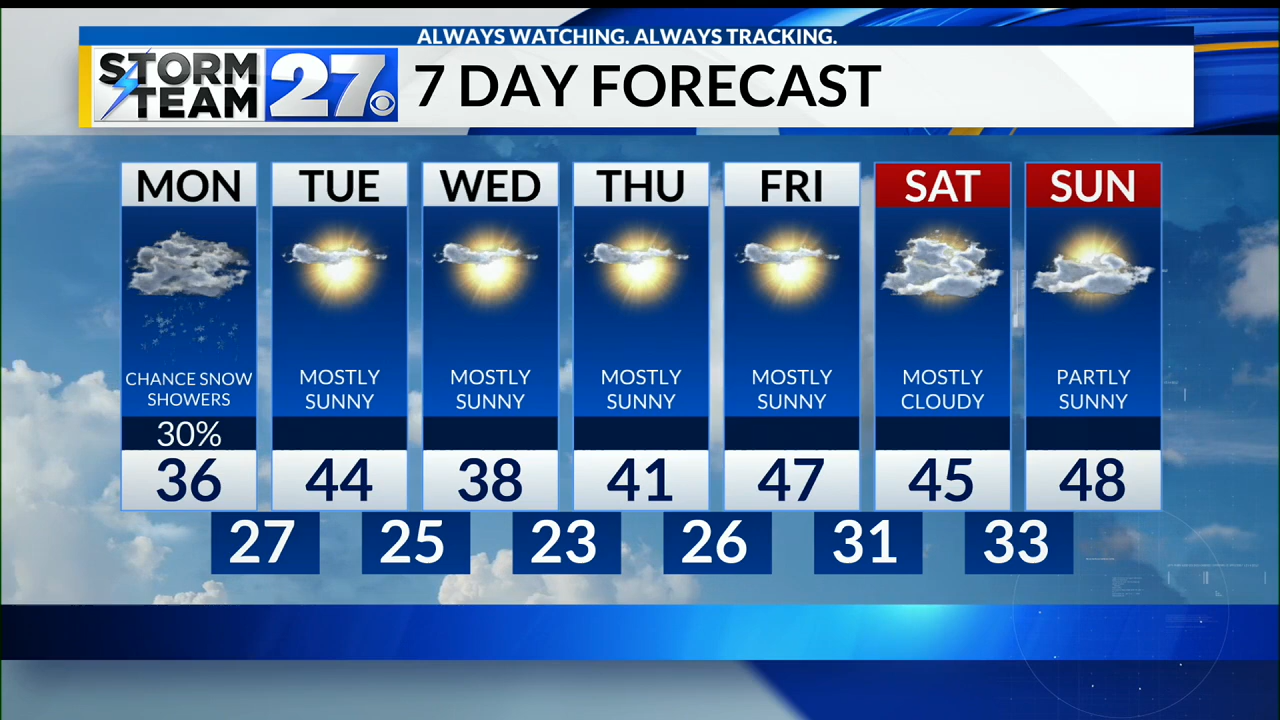 ALWAYS WATCHING. ALWAYS TRACKING.
STORM
TEAM
27
7 DAY FORECAST
MON TUE WED THU FRI SAT SUN
CHANCE SNOW
SHOWERS
MOSTLY
SUNNY
MOSTLY
SUNNY
MOSTLY
SUNNY
MOSTLY
SUNNY
MOSTLY
CLOUDY
PARTLY
SUNNY
30%
36 44 38 41 47 45 48
27 25 23 26 31 33